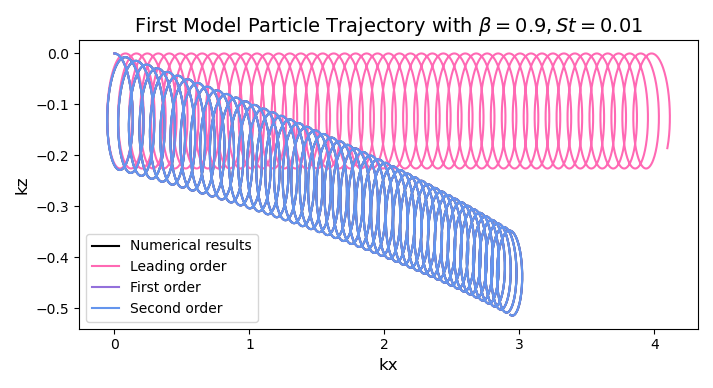 First Model Particle Trajectory with β = 0.9, St = 0.01
kz
0.0
−0.1
−0.2
−0.3
−0.4
−0.5
Numerical results
Leading order
First order
Second order
0 1 2 3 4
kx